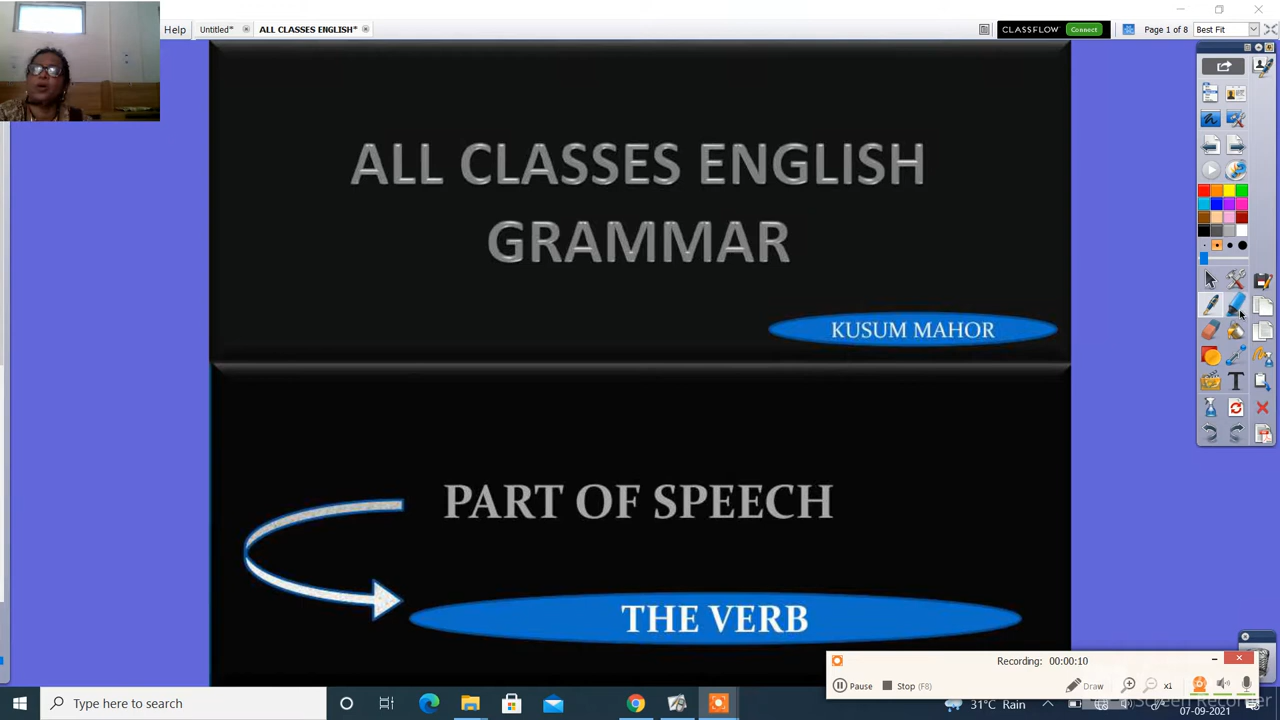 Help
Untitled*
ALL CLASSES ENGLISH*
CLASSFLOW
Connect
Page 1 of 8
Best Fit
ALL CLASSES ENGLISH
GRAMMAR
KUSUM MAHOR
PART OF SPEECH
THE VERB
Recording: 00:00:10
Pause
Stop (F8)
Draw
x1
Type here to search
31°C Rain
07-09-2021